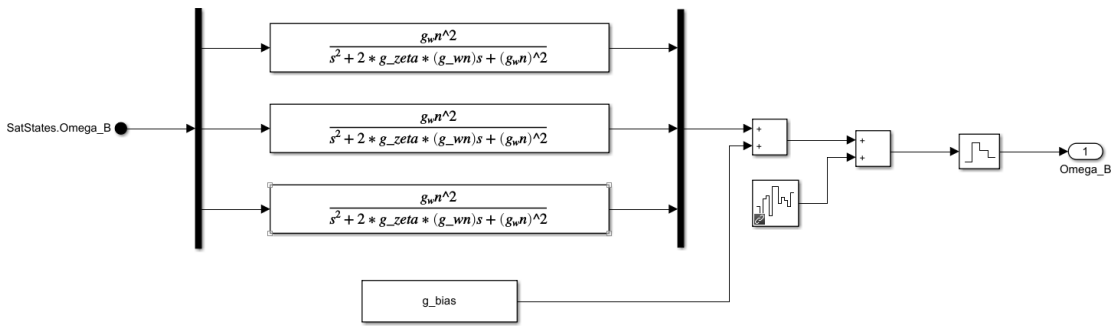 g_wn^2
s^2 + 2 * g_zeta * (g_wn)s + (g_wn)^2
SatStates.Omega_B
g_wn^2
s^2 + 2 * g_zeta * (g_wn)s + (g_wn)^2
+
+
+
+
1
Omega_B
g_wn^2
s^2 + 2 * g_zeta * (g_wn)s + (g_wn)^2
g_bias